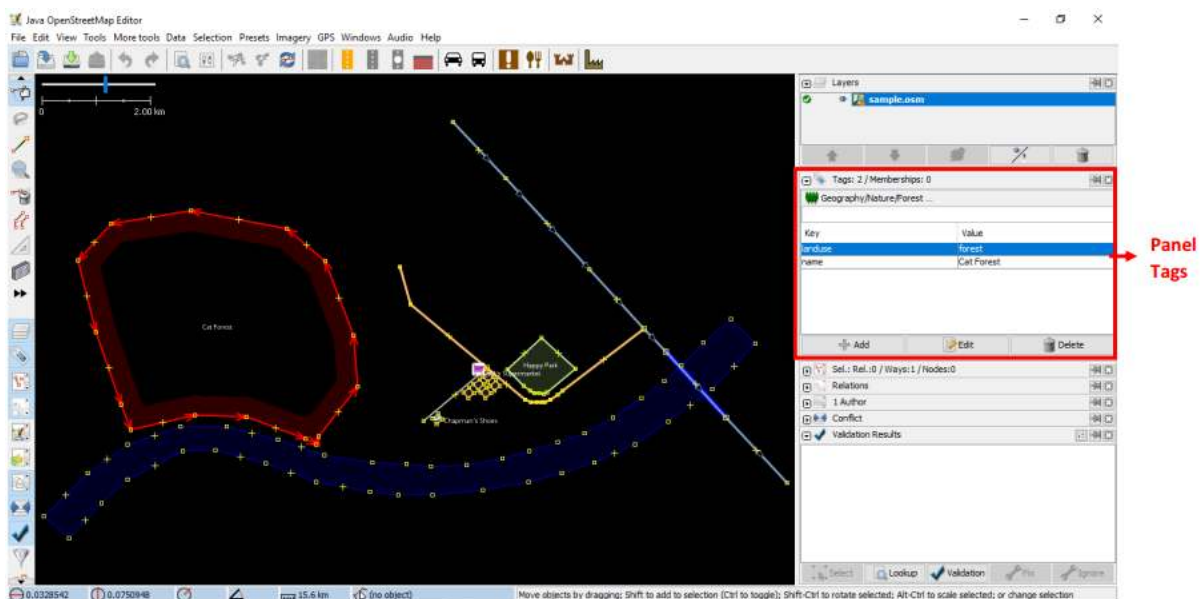 Java OpenStreetMap Editor
File Edit View Tools More tools Data Selection Presets Imagery GPS Windows Audio Help
0 2.00 km
Cat Forest
Happy Park
Supermarket
Chapman's Shoes
Layers
sample.osm
Tags: 2 / Memberships: 0
Geography/Nature/Forest ...
Key Value
landuse forest
name Cat Forest
Add Edit Delete
Panel
Tags
Sel.: Rel.:0 / Ways:1 / Nodes:0
Relations
1 Author
Conflict
Validation Results
Select Lookup Validation Fix Ignore
0.0328542 0.0750948 15.6 km (no object) Move objects by dragging; Shift to add to selection (Ctrl to toggle); Shift-Ctrl to rotate selected; Alt-Ctrl to scale selected; or change selection